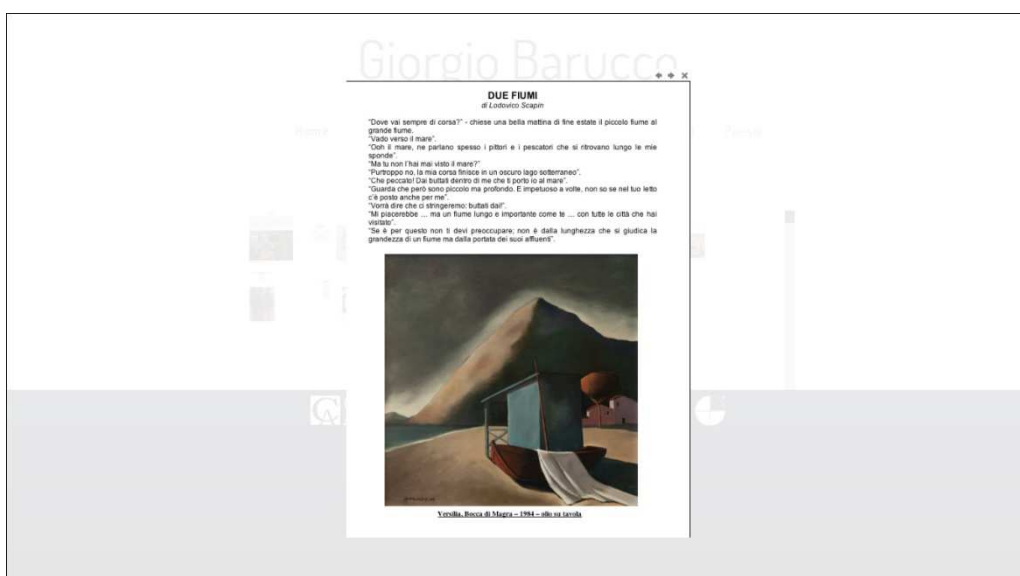 Giorgio Barucco
DUE FIUMI
di Lodovico Scapin
"Dove vai sempre di corsa?" - chiese una bella mattina di fine estate il piccolo fiume al
grande fiume.
"Vado verso il mare".
"Ooh il mare, ne parlano spesso i pittori e i pescatori che si ritrovano lungo le mie
sponde".
"Ma tu non l'hai mai visto il mare?"
"Purtroppo no, la mia corsa finisce in un oscuro lago sotterraneo".
"Che peccato! Dai buttati dentro di me che ti porto io al mare".
"Guarda che però sono piccolo ma profondo. E impetuoso a volte, non so se nel tuo letto
c'è posto anche per me".
"Vorrà dire che ci stringeremo: buttati dai!".
"Mi piacerebbe ... ma un fiume lungo e importante come te ... con tutte le città che hai
visitato".
"Se è per questo non ti devi preoccupare; non è dalla lunghezza che si giudica la
grandezza di un fiume ma dalla portata dei suoi affluenti".
Versilia, Bocca di Magra – 1984 – olio su tavola